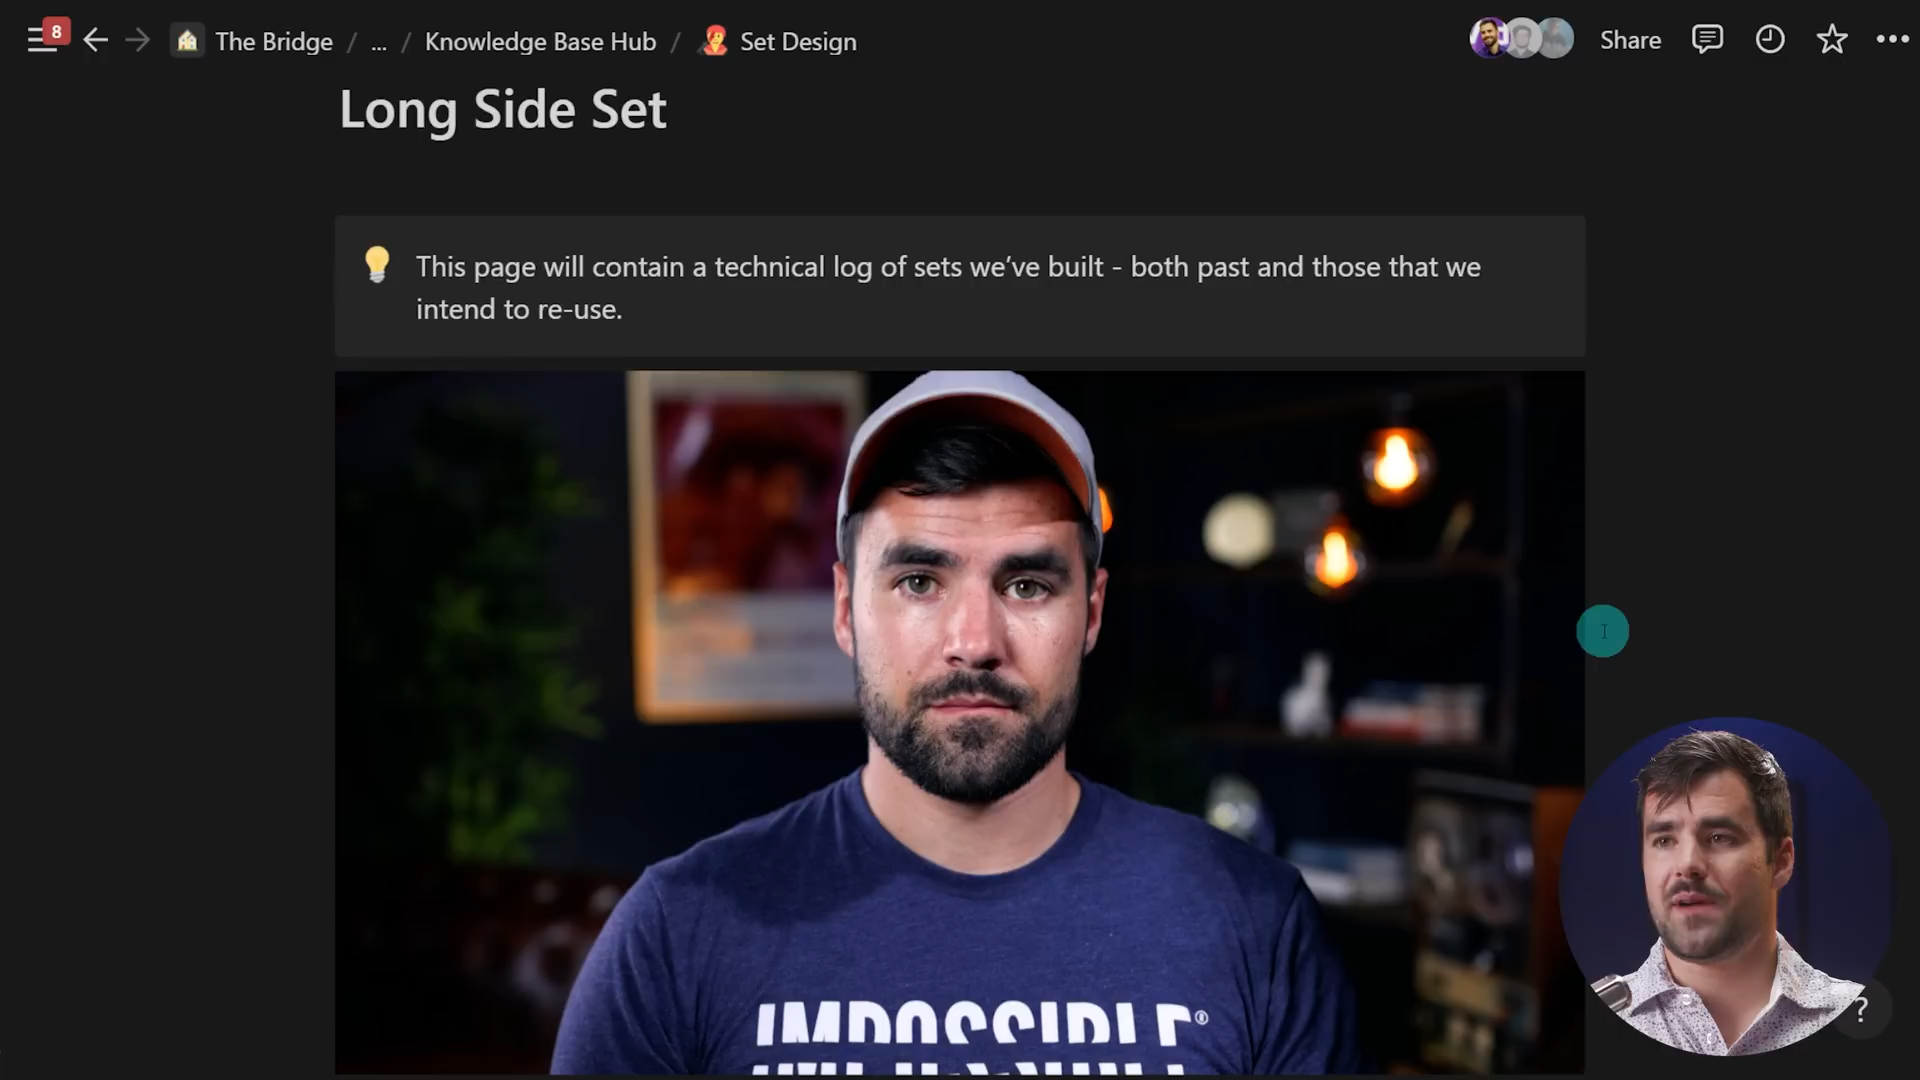 8
The Bridge / ... / Knowledge Base Hub / Set Design
Share
Long Side Set
This page will contain a technical log of sets we’ve built - both past and those that we
intend to re-use.
IMPOSSIBLE®
?